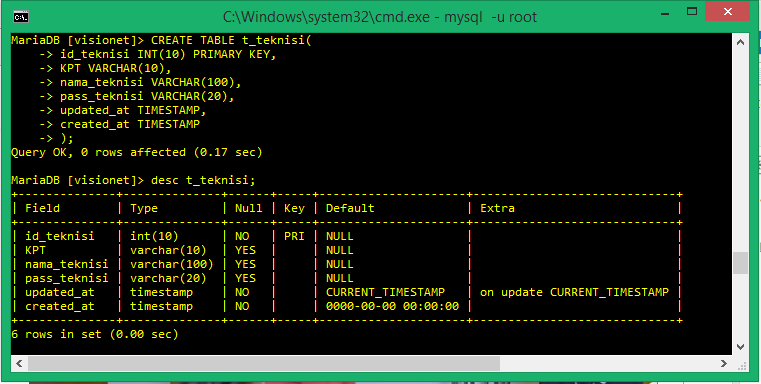 C:\Windows\system32\cmd.exe - mysql -u root
MariaDB [visionet]> CREATE TABLE t_teknisi(
    -> id_teknisi INT(10) PRIMARY KEY,
    -> KPT VARCHAR(10),
    -> nama_teknisi VARCHAR(100),
    -> pass_teknisi VARCHAR(20),
    -> updated_at TIMESTAMP,
    -> created_at TIMESTAMP
    -> );
Query OK, 0 rows affected (0.17 sec)
MariaDB [visionet]> desc t_teknisi;
+--------------+--------------+------+-----+---------------------+-----------------------------+
| Field        | Type         | Null | Key | Default             | Extra                       |
+--------------+--------------+------+-----+---------------------+-----------------------------+
| id_teknisi   | int(10)      | NO   | PRI | NULL                |                             |
| KPT          | varchar(10)  | YES  |     | NULL                |                             |
| nama_teknisi | varchar(100) | YES  |     | NULL                |                             |
| pass_teknisi | varchar(20)  | YES  |     | NULL                |                             |
| updated_at   | timestamp    | NO   |     | CURRENT_TIMESTAMP   | on update CURRENT_TIMESTAMP |
| created_at   | timestamp    | NO   |     | 0000-00-00 00:00:00 |                             |
+--------------+--------------+------+-----+---------------------+-----------------------------+
6 rows in set (0.00 sec)